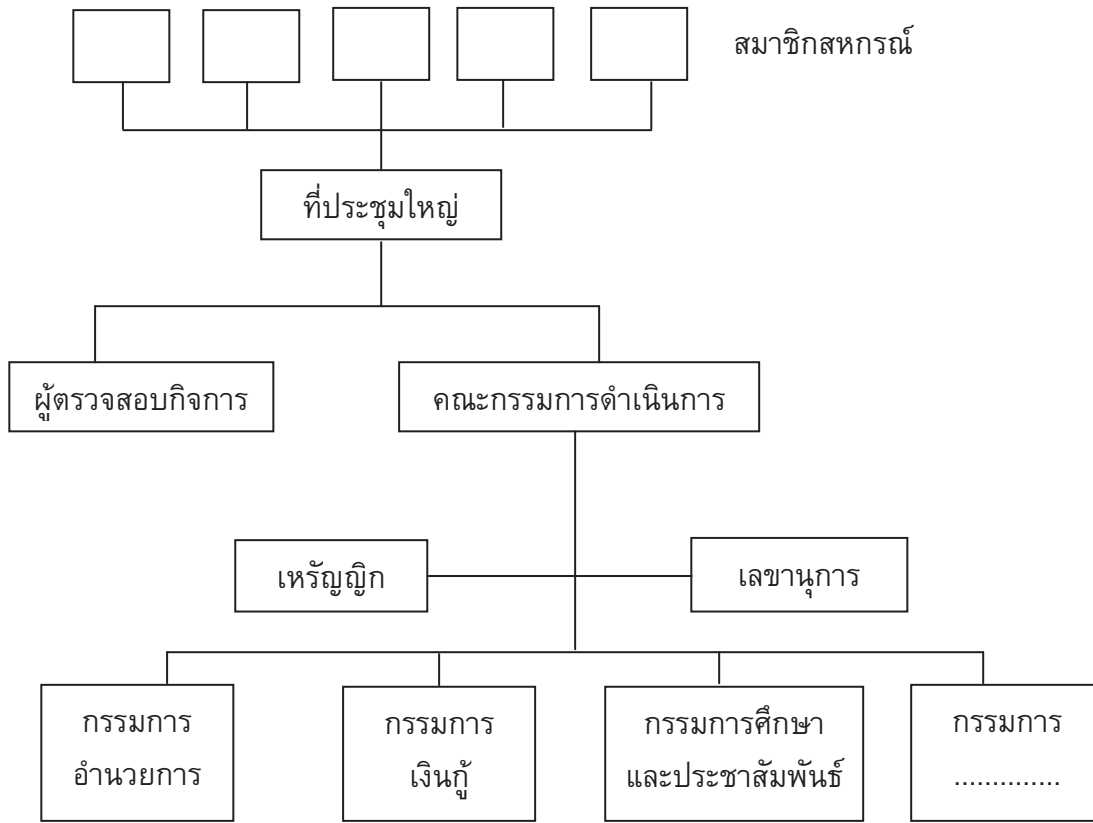 สมาชิกสหกรณ์
ที่ประชุมใหญ่
ผู้ตรวจสอบกิจการ
คณะกรรมการดำเนินการ
เหรัญญิก
เลขานุการ
กรรมการ
อำนวยการ
กรรมการ
เงินกู้
กรรมการศึกษา
และประชาสัมพันธ์
กรรมการ
..............